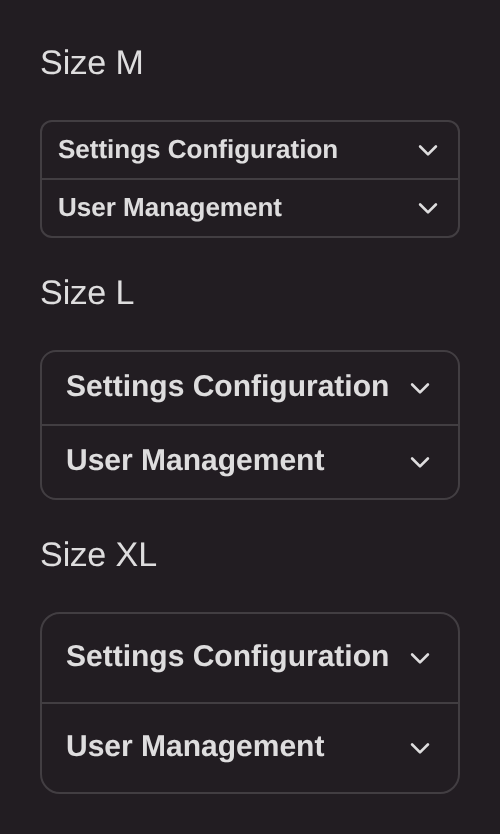 Size M
Settings Configuration
User Management
Size L
Settings Configuration
User Management
Size XL
Settings Configuration
User Management